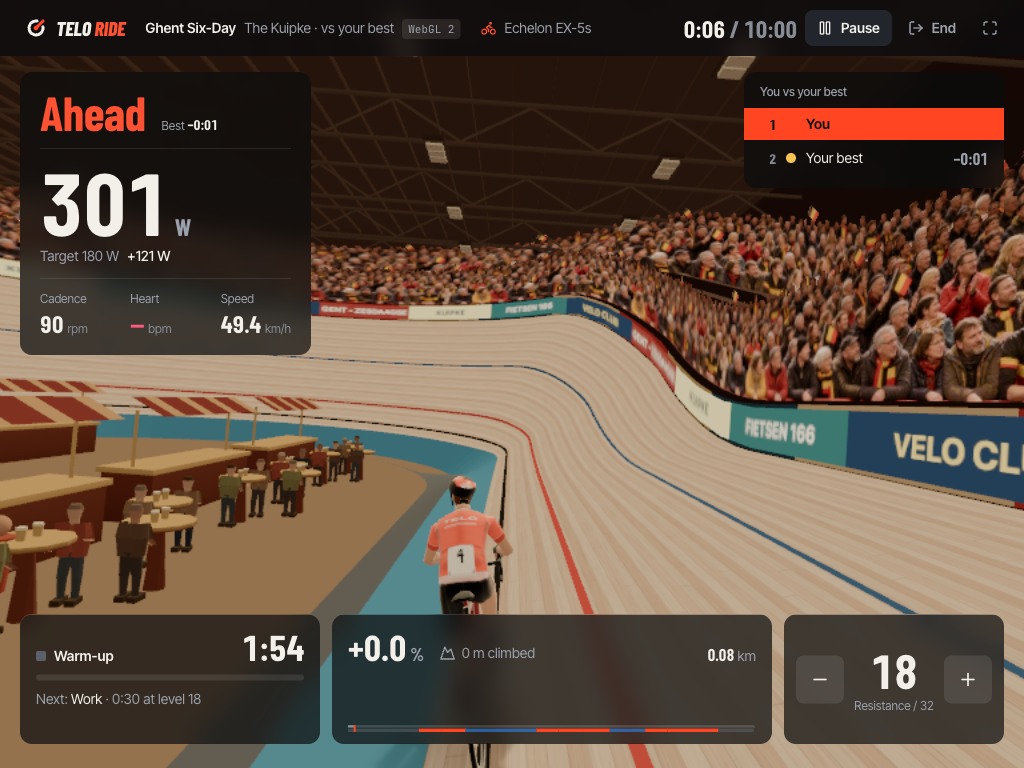 TELO RIDE
Ghent Six-Day The Kuipke · vs your best WebGL 2 Echelon EX-5s
0:06 / 10:00 Pause End
Ahead Best −0:01
301 W
Target 180 W +121 W
Cadence Heart Speed
90 rpm — bpm 49.4 km/h
You vs your best
1 You
2 Your best −0:01
GENT - ZESDAAGSE KUIPKE FIETSEN 166 VELO CLUB
KUIPKE
FIETSEN 166
VELO CL
TELO
4
Warm-up 1:54
Next: Work · 0:30 at level 18
+0.0 % 0 m climbed 0.08 km
− 18 +
Resistance / 32